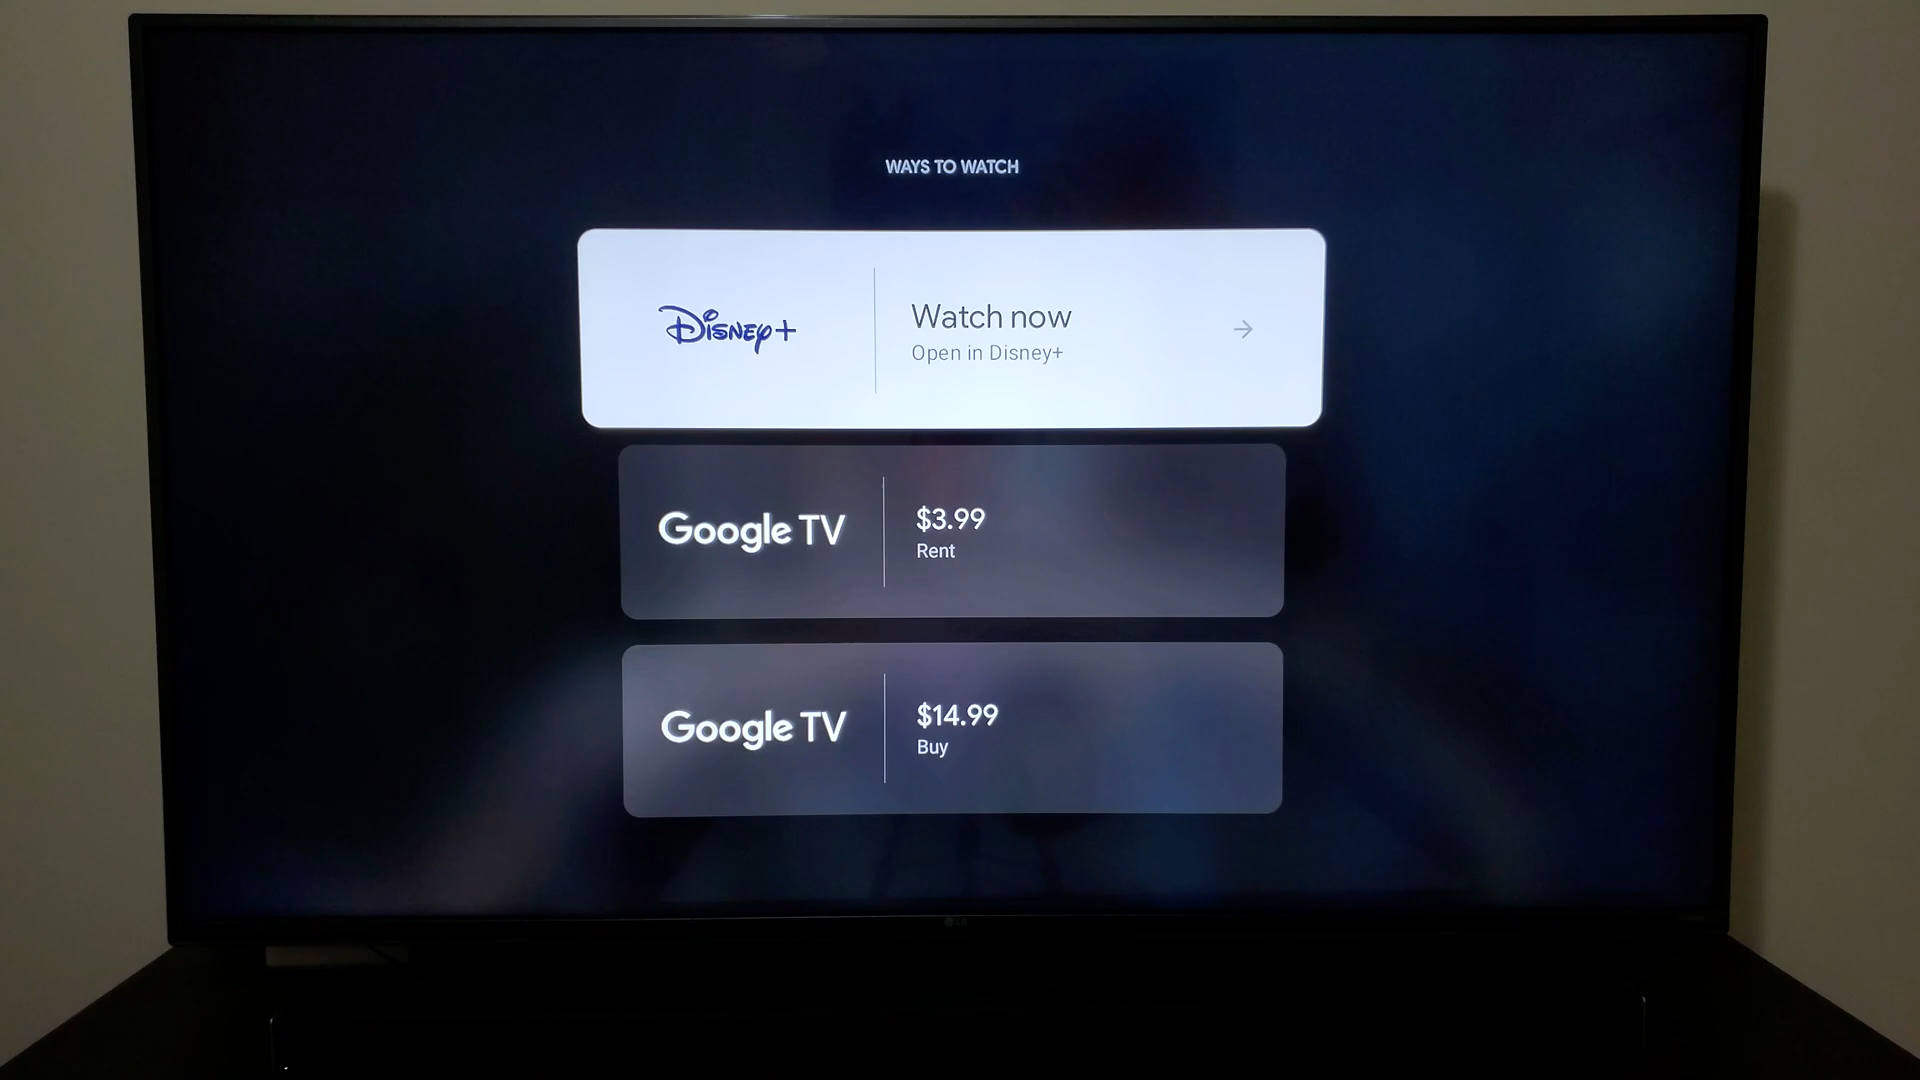 WAYS TO WATCH
Disney+
Watch now
Open in Disney+
Google TV
$3.99
Rent
Google TV
$14.99
Buy
LG